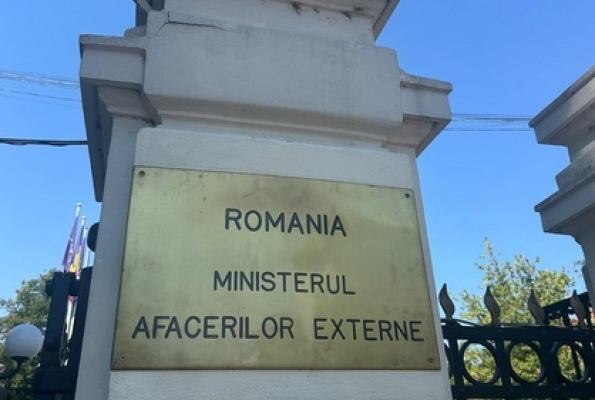 ROMANIA
MINISTERUL
AFACERILOR EXTERNE